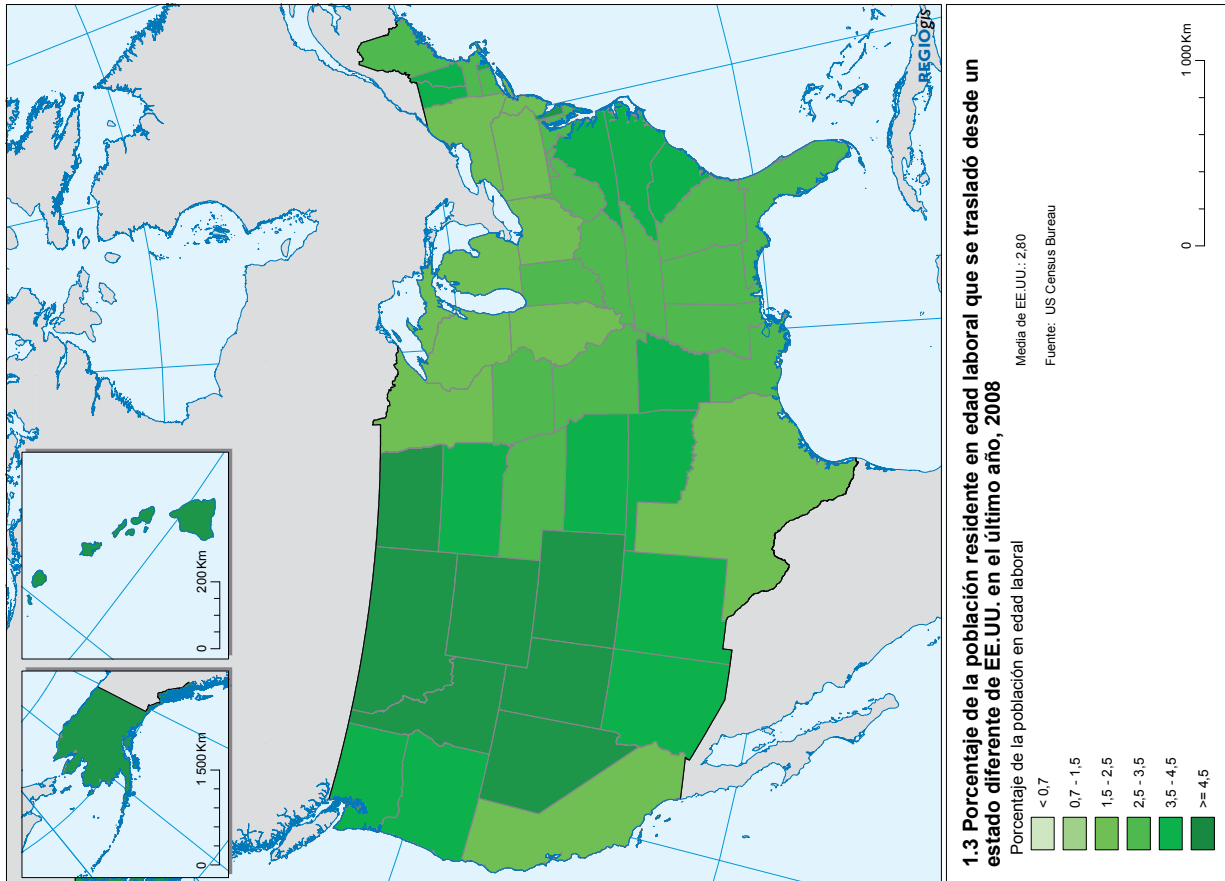 1.3 Porcentaje de la población residente en edad laboral que se trasladó desde un
estado diferente de EE.UU. en el último año, 2008
Porcentaje de la población en edad laboral
< 0,7
0,7 - 1,5
1,5 - 2,5
2,5 - 3,5
3,5 - 4,5
>= 4,5
Media de EE.UU.: 2,80
Fuente: US Census Bureau
0 1 000 Km
REGIOgis
0 1 500 Km
0 200 Km